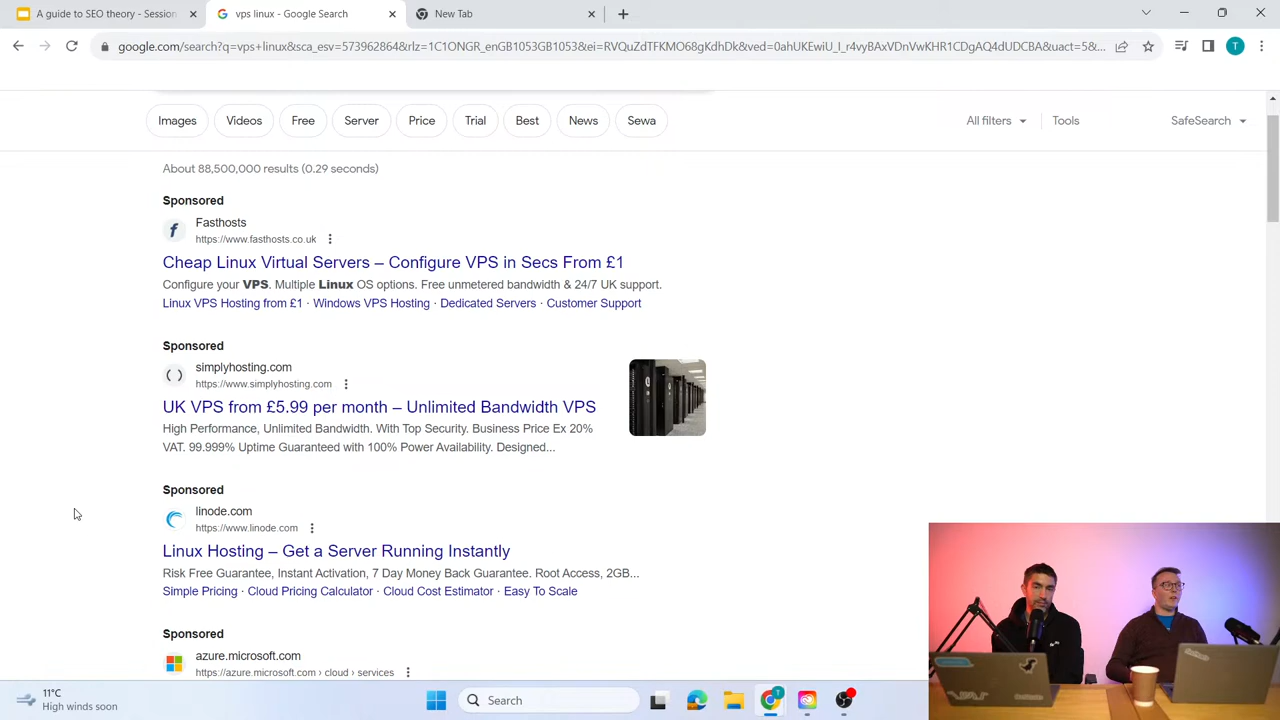 A guide to SEO theory - Session
vps linux - Google Search
New Tab
google.com/search?q=vps+linux&sca_esv=573962864&rlz=1C1ONGR_enGB1053GB1053&ei=RVQuZdTFKMO68gKdhDk&ved=0ahUKEwiU_I_r4vyBAxVDnVwKHR1CDgAQ4dUDCBA&uact=5&...
Images
Videos
Free
Server
Price
Trial
Best
News
Sewa
All filters
Tools
SafeSearch
About 88,500,000 results (0.29 seconds)
Sponsored
Fasthosts
https://www.fasthosts.co.uk
Cheap Linux Virtual Servers – Configure VPS in Secs From £1
Configure your VPS. Multiple Linux OS options. Free unmetered bandwidth & 24/7 UK support.
Linux VPS Hosting from £1 · Windows VPS Hosting · Dedicated Servers · Customer Support
Sponsored
simplyhosting.com
https://www.simplyhosting.com
UK VPS from £5.99 per month – Unlimited Bandwidth VPS
High Performance, Unlimited Bandwidth. With Top Security. Business Price Ex 20%
VAT. 99.999% Uptime Guaranteed with 100% Power Availability. Designed...
Sponsored
linode.com
https://www.linode.com
Linux Hosting – Get a Server Running Instantly
Risk Free Guarantee, Instant Activation, 7 Day Money Back Guarantee. Root Access, 2GB...
Simple Pricing · Cloud Pricing Calculator · Cloud Cost Estimator · Easy To Scale
Sponsored
azure.microsoft.com
https://azure.microsoft.com › cloud › services
11°C
High winds soon
Search